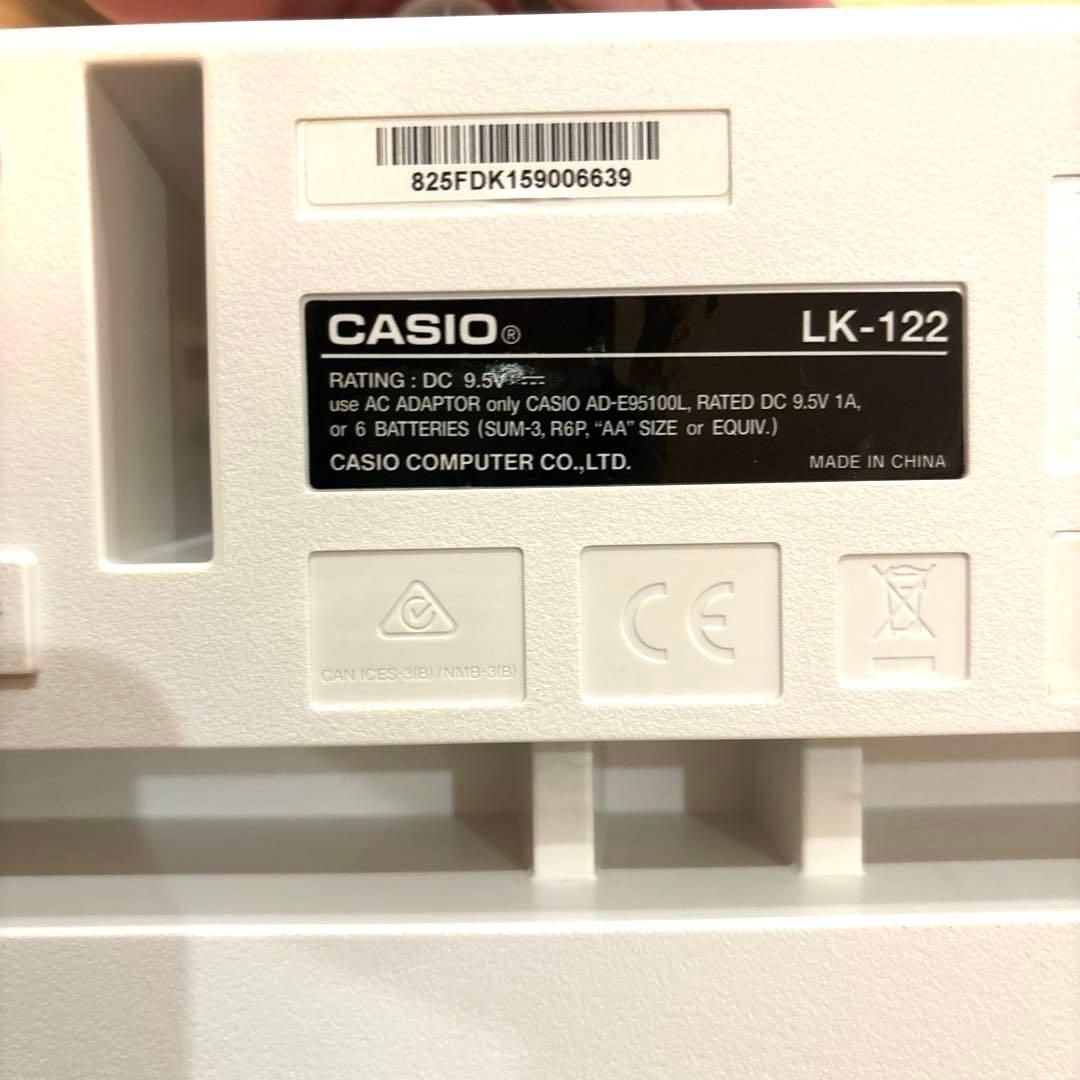 825FDK159006639
CASIO® LK-122
RATING : DC 9.5V ⎓
use AC ADAPTOR only CASIO AD-E95100L, RATED DC 9.5V 1A,
or 6 BATTERIES (SUM-3, R6P, “AA” SIZE or EQUIV.)
CASIO COMPUTER CO.,LTD. MADE IN CHINA
CE
CAN ICES-3(B) / NMB-3(B)